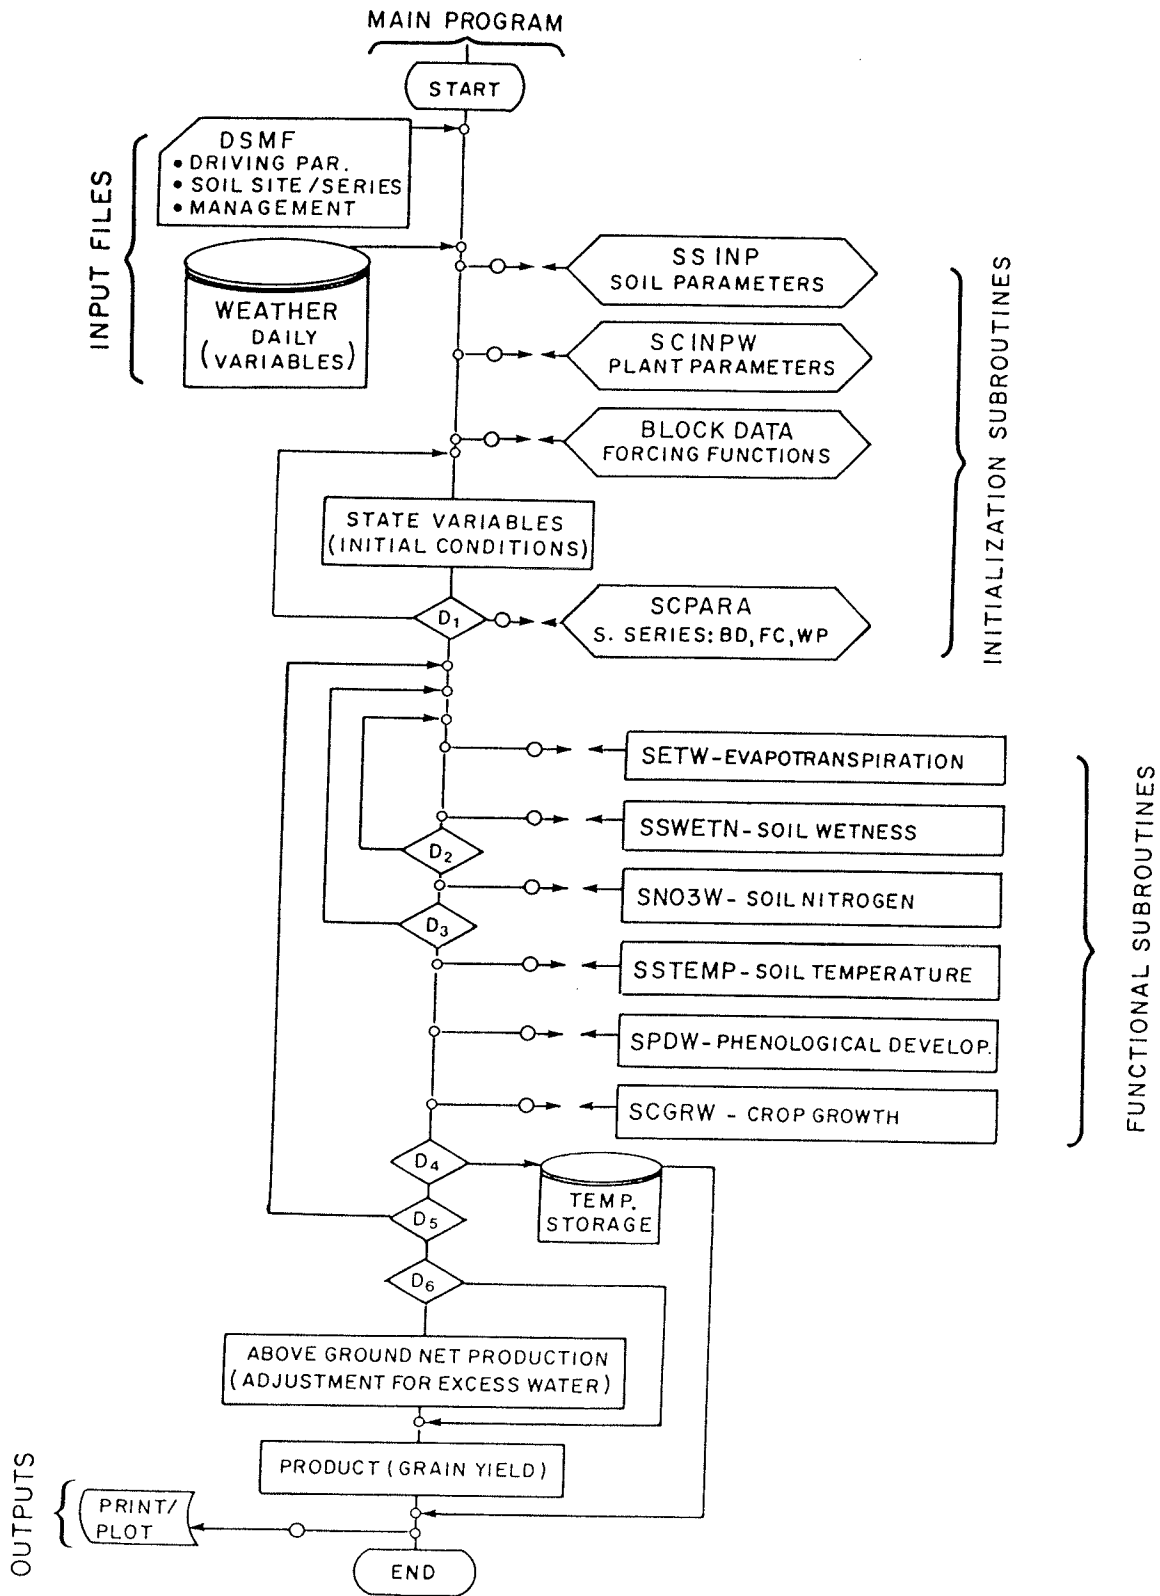 MAIN PROGRAM
START
INPUT FILES
DSMF
• DRIVING PAR.
• SOIL SITE/SERIES
• MANAGEMENT
WEATHER
DAILY
(VARIABLES)
SSINP
SOIL PARAMETERS
SCINPW
PLANT PARAMETERS
BLOCK DATA
FORCING FUNCTIONS
INITIALIZATION SUBROUTINES
STATE VARIABLES
(INITIAL CONDITIONS)
D1
SCPARA
S. SERIES: BD, FC, WP
SETW-EVAPOTRANSPIRATION
SSWETN-SOIL WETNESS
D2
SNO3W-SOIL NITROGEN
D3
SSTEMP-SOIL TEMPERATURE
SPDW-PHENOLOGICAL DEVELOP.
SCGRW - CROP GROWTH
FUNCTIONAL SUBROUTINES
D4
TEMP.
STORAGE
D5
D6
ABOVE GROUND NET PRODUCTION
(ADJUSTMENT FOR EXCESS WATER)
PRODUCT (GRAIN YIELD)
OUTPUTS
PRINT/
PLOT
END